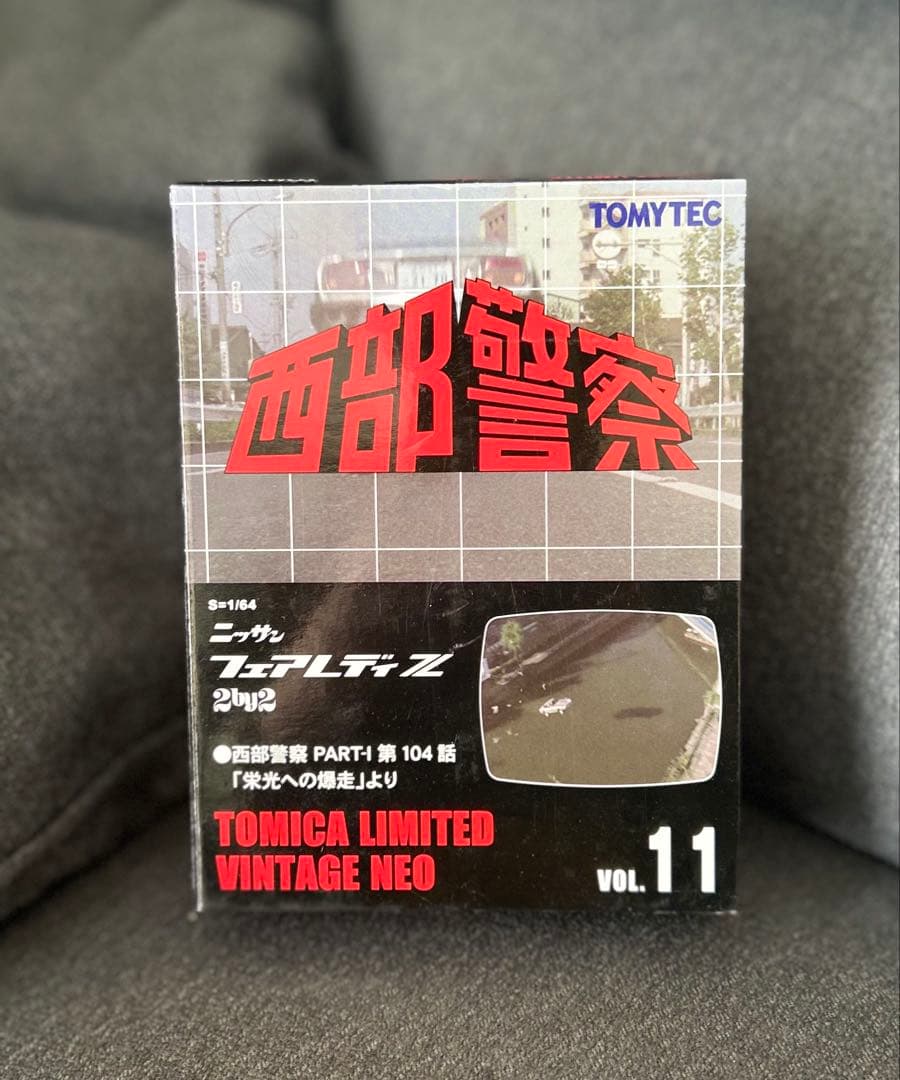 TOMYTEC
西部警察
S=1/64
ニッサン
フェアレディZ
2by2
●西部警察 PART-I 第104話
「栄光への爆走」より
TOMICA LIMITED
VINTAGE NEO
VOL.11